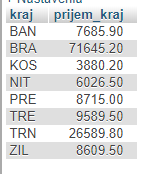 kraj prijem_kraj
BAN 7685.90
BRA 71645.20
KOS 3880.20
NIT 6026.50
PRE 8715.00
TRE 9589.50
TRN 26589.80
ZIL 8609.50